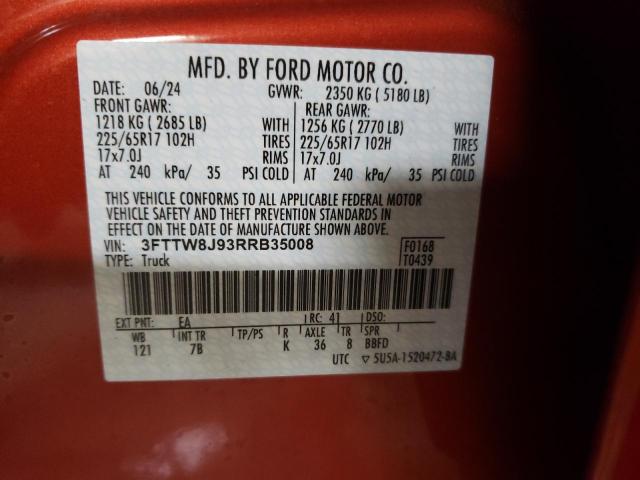 MFD. BY FORD MOTOR CO.
DATE: 06/24 GVWR: 2350 KG ( 5180 LB)
FRONT GAWR: REAR GAWR:
1218 KG ( 2685 LB) WITH 1256 KG ( 2770 LB) WITH
225/65R17 102H TIRES 225/65R17 102H TIRES
17x7.0J RIMS 17x7.0J RIMS
AT 240 kPa/ 35 PSI COLD AT 240 kPa/ 35 PSI COLD
THIS VEHICLE CONFORMS TO ALL APPLICABLE FEDERAL MOTOR
VEHICLE SAFETY AND THEFT PREVENTION STANDARDS IN
EFFECT ON THE DATE OF MANUFACTURE SHOWN ABOVE.
VIN: 3FTTW8J93RRB35008 F0168
TYPE: Truck T0439
EXT PNT: EA RC: 41 DSO:
WB INT TR TP/PS R AXLE TR SPR
121 7B K 36 8 BBFD
UTC ▽ 5U5A-1520472-BA